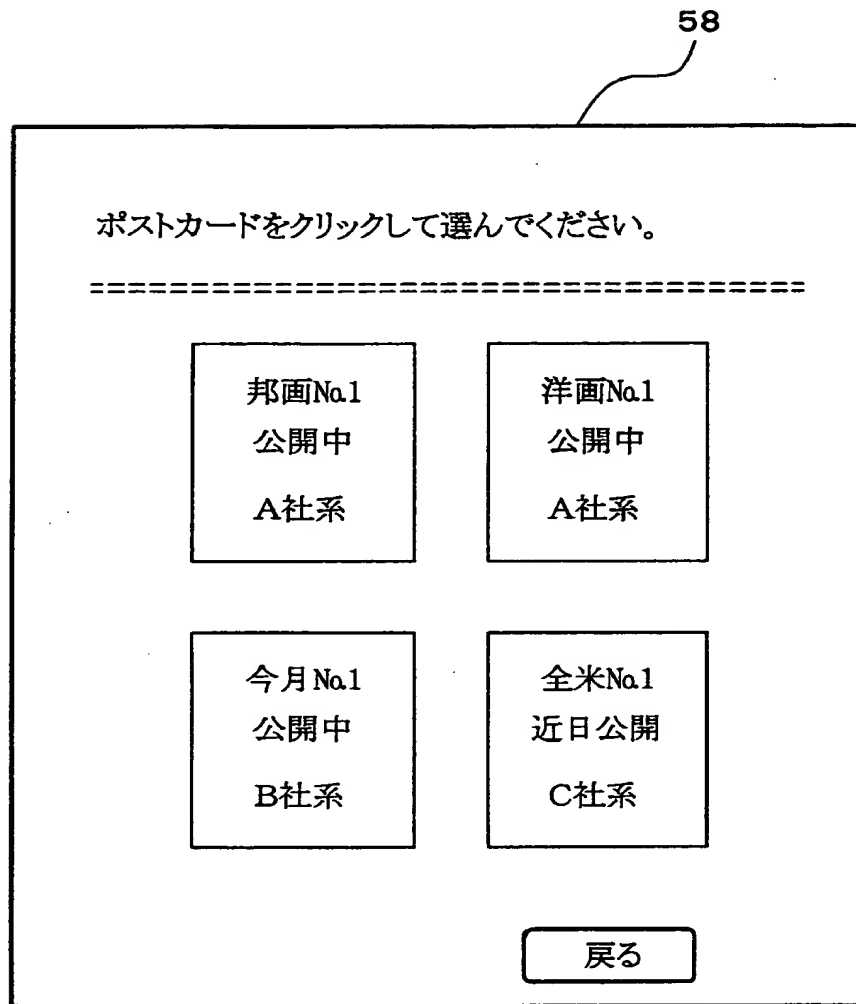 58
ポストカードをクリックして選んでください。
===================================
邦画№1
公開中
A社系
洋画№1
公開中
A社系
今月№1
公開中
B社系
全米№1
近日公開
C社系
戻る